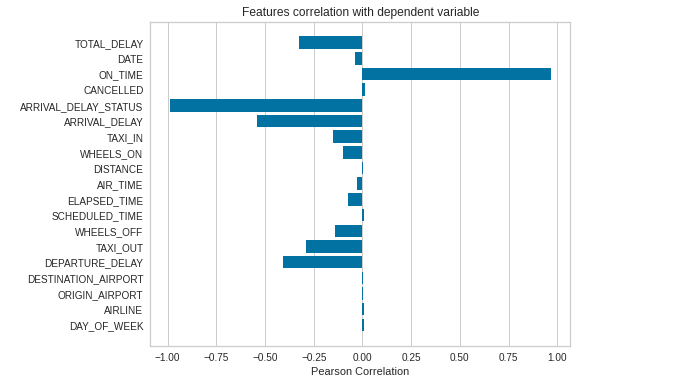 Features correlation with dependent variable
TOTAL_DELAY
DATE
ON_TIME
CANCELLED
ARRIVAL_DELAY_STATUS
ARRIVAL_DELAY
TAXI_IN
WHEELS_ON
DISTANCE
AIR_TIME
ELAPSED_TIME
SCHEDULED_TIME
WHEELS_OFF
TAXI_OUT
DEPARTURE_DELAY
DESTINATION_AIRPORT
ORIGIN_AIRPORT
AIRLINE
DAY_OF_WEEK
−1.00 −0.75 −0.50 −0.25 0.00 0.25 0.50 0.75 1.00
Pearson Correlation